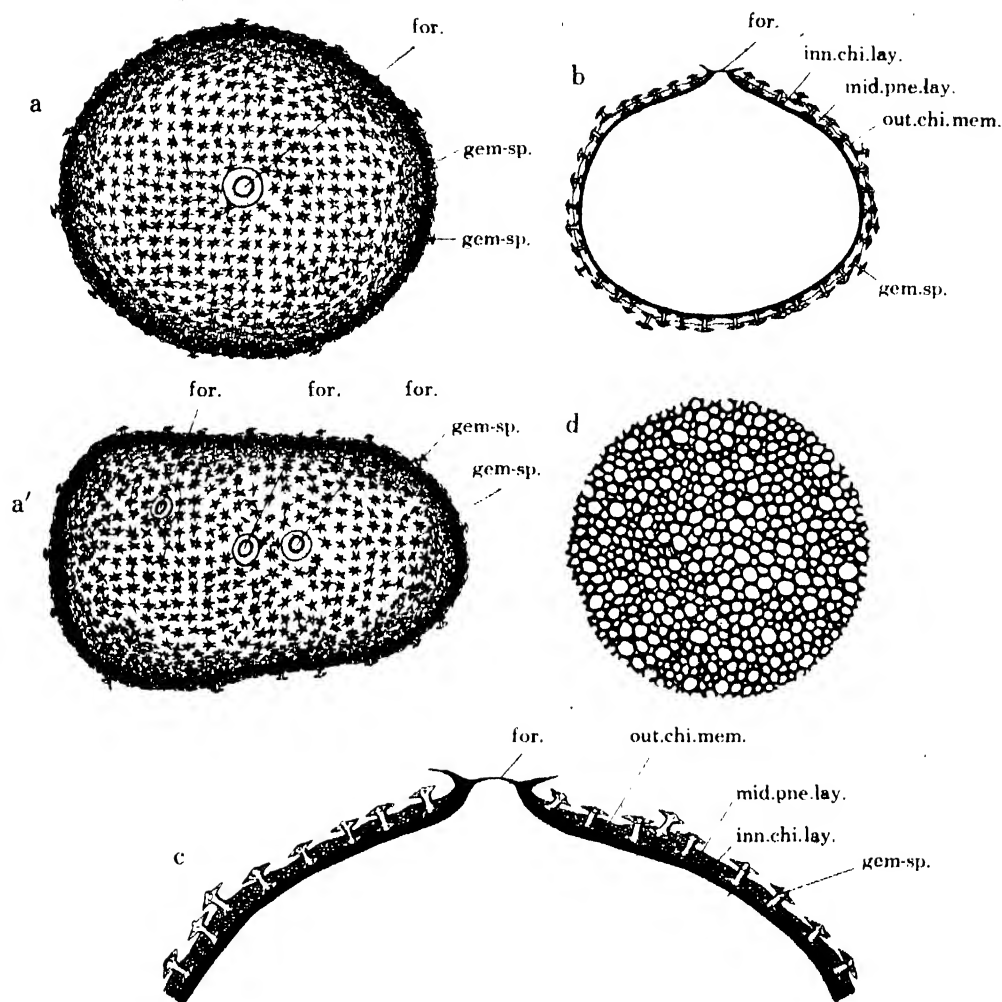 a
for.
gem-sp.
gem-sp.
b
for.
inn.chi.lay.
mid.pne.lay.
out.chi.mem.
gem.sp.
a'
for.
for.
for.
gem-sp.
gem-sp.
d
c
for.
out.chi.mem.
mid.pne.lay.
inn.chi.lay.
gem-sp.